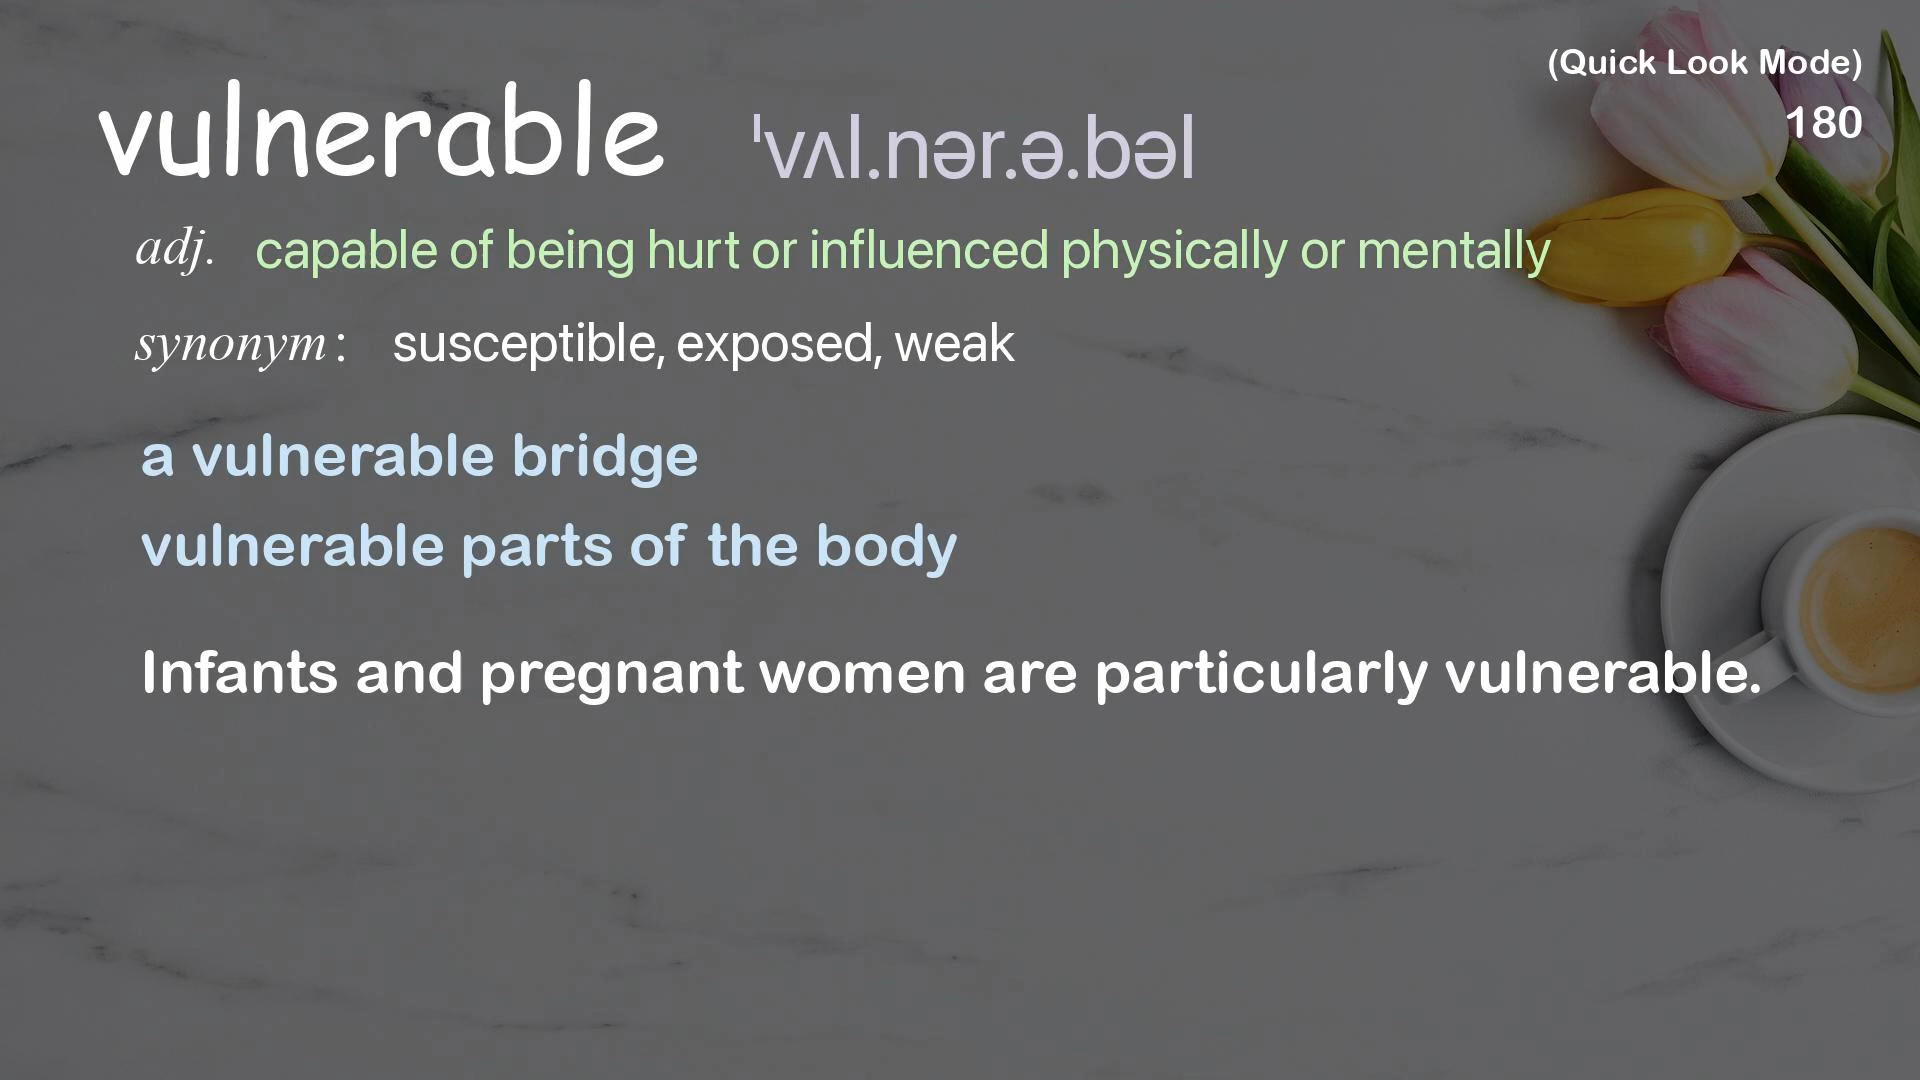 (Quick Look Mode)
180
vulnerable ˈvʌl.nər.ə.bəl
adj. capable of being hurt or influenced physically or mentally
synonym : susceptible, exposed, weak
a vulnerable bridge
vulnerable parts of the body
Infants and pregnant women are particularly vulnerable.